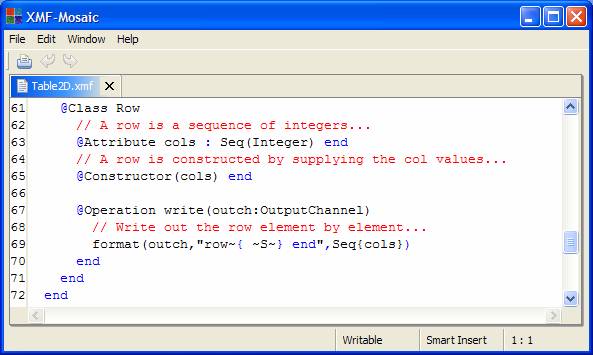 XMF-Mosaic
File Edit Window Help
Table2D.xmf
61 @Class Row
62 // A row is a sequence of integers...
63 @Attribute cols : Seq(Integer) end
64 // A row is constructed by supplying the col values...
65 @Constructor(cols) end
66
67 @Operation write(outch:OutputChannel)
68 // Write out the row element by element...
69 format(outch,"row~{ ~S~} end",Seq{cols})
70 end
71 end
72 end
Writable Smart Insert 1 : 1